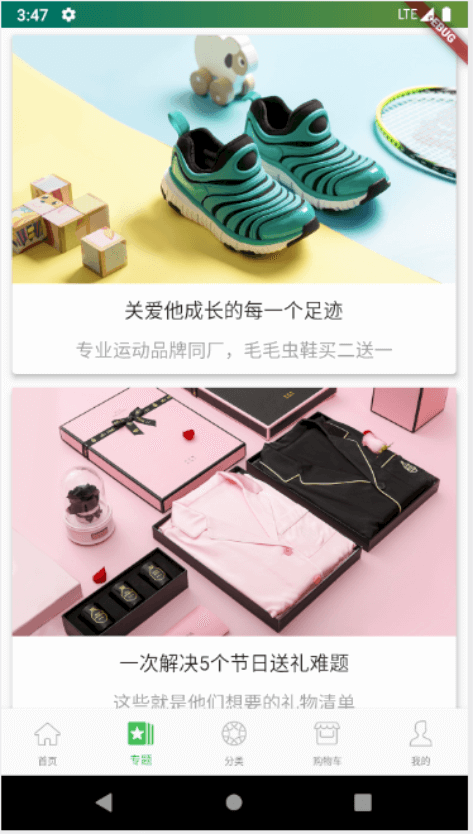 3:47
LTE
DEBUG
关爱他成长的每一个足迹
专业运动品牌同厂，毛毛虫鞋买二送一
一次解决5个节日送礼难题
这些就是他们想要的礼物清单
首页
专题
分类
购物车
我的